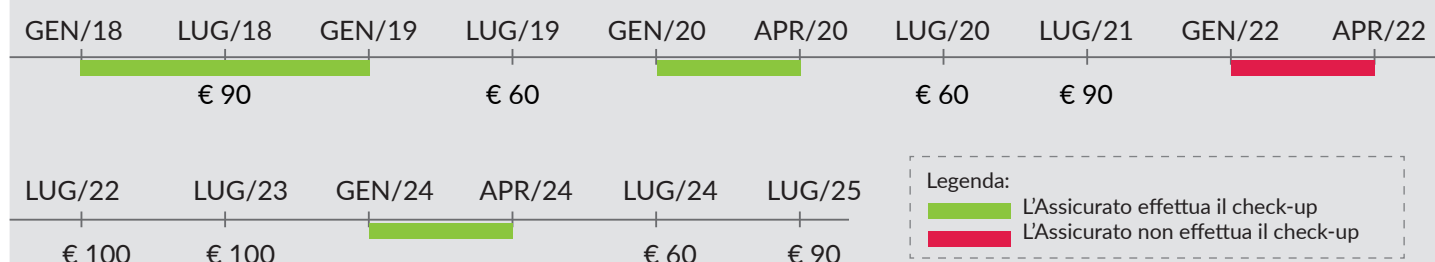 GEN/18 LUG/18 GEN/19 LUG/19 GEN/20 APR/20 LUG/20 LUG/21 GEN/22 APR/22
€ 90 € 60 € 60 € 90
LUG/22 LUG/23 GEN/24 APR/24 LUG/24 LUG/25
€ 100 € 100 € 60 € 90
Legenda:
L'Assicurato effettua il check-up
L'Assicurato non effettua il check-up